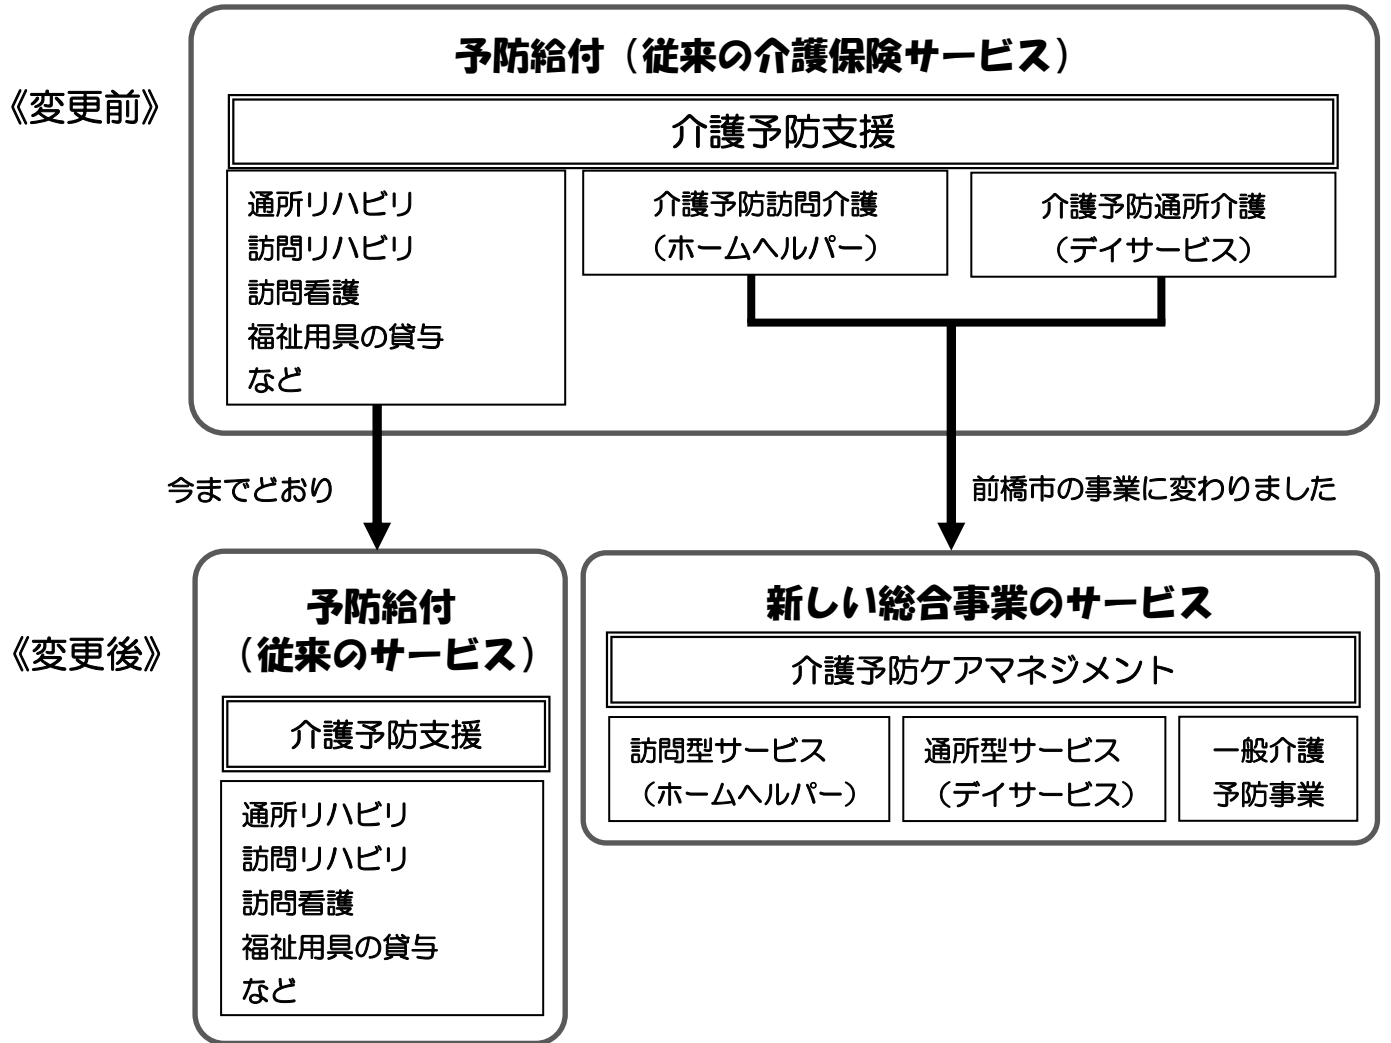 予防給付（従来の介護保険サービス）
《変更前》
介護予防支援
通所リハビリ
訪問リハビリ
訪問看護
福祉用具の貸与
など
介護予防訪問介護
（ホームヘルパー）
介護予防通所介護
（デイサービス）
今までどおり
前橋市の事業に変わりました
《変更後》
予防給付
（従来のサービス）
介護予防支援
通所リハビリ
訪問リハビリ
訪問看護
福祉用具の貸与
など
新しい総合事業のサービス
介護予防ケアマネジメント
訪問型サービス
（ホームヘルパー）
通所型サービス
（デイサービス）
一般介護
予防事業